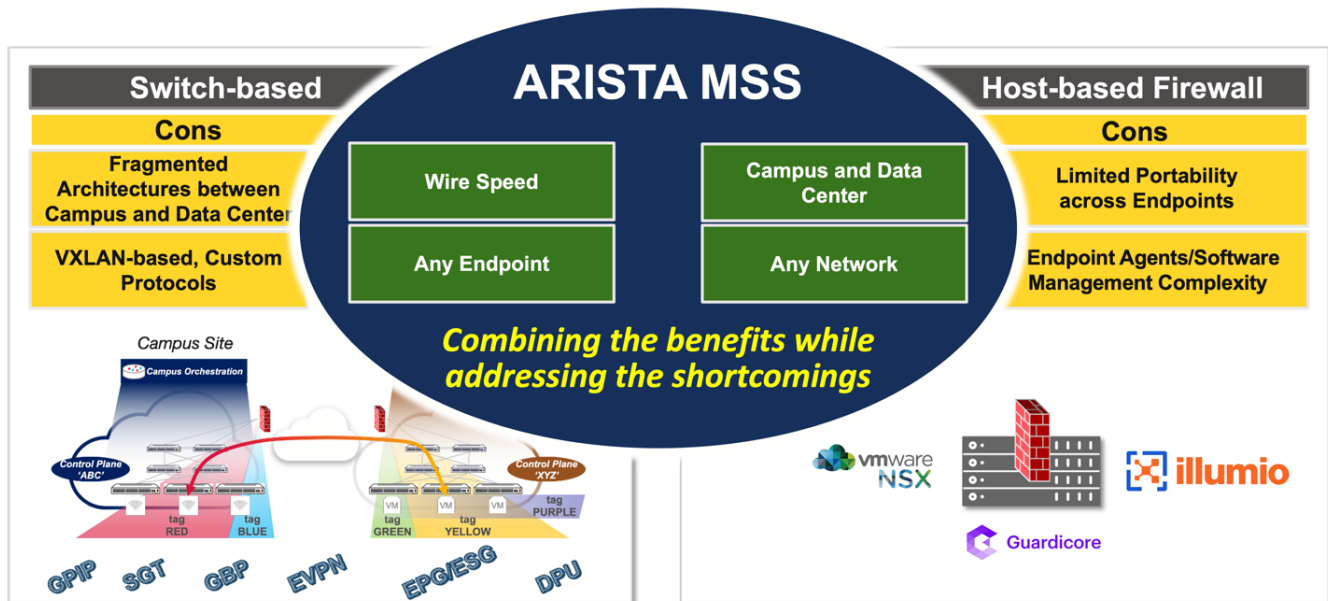 ARISTA MSS
Switch-based
Cons
Fragmented
Architectures between
Campus and Data Center
VXLAN-based, Custom
Protocols
Wire Speed
Campus and Data
Center
Any Endpoint
Any Network
Combining the benefits while
addressing the shortcomings
Host-based Firewall
Cons
Limited Portability
across Endpoints
Endpoint Agents/Software
Management Complexity
Campus Site
Campus Orchestration
Control Plane
'ABC'
Control Plane
'XYZ'
VM
VM
VM
tag
RED
tag
BLUE
tag
GREEN
tag
YELLOW
tag
PURPLE
GPIP
SGT
GBP
EVPN
EPG/ESG
DPU
vmware
NSX
illumio
Guardicore